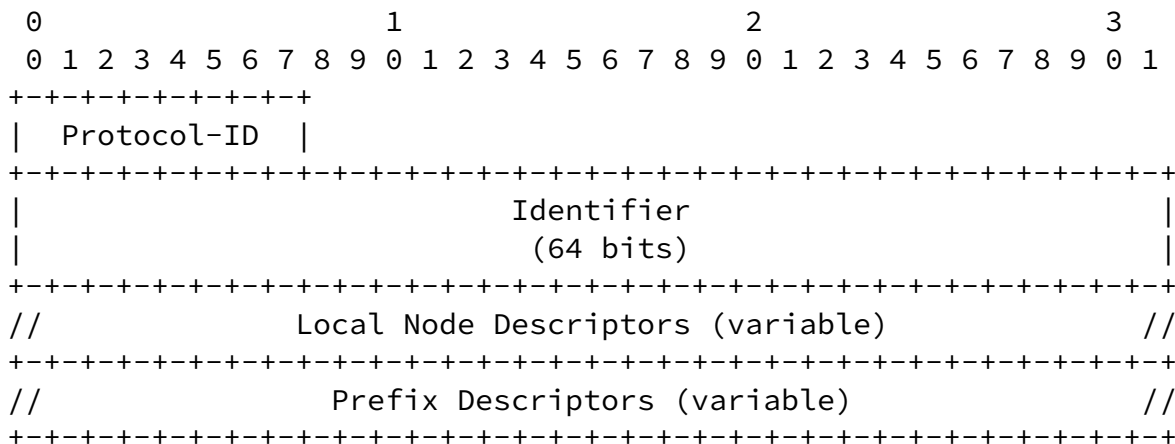 0                   1                   2                   3
 0 1 2 3 4 5 6 7 8 9 0 1 2 3 4 5 6 7 8 9 0 1 2 3 4 5 6 7 8 9 0 1
+-+-+-+-+-+-+-+-+
|  Protocol-ID  |
+-+-+-+-+-+-+-+-+-+-+-+-+-+-+-+-+-+-+-+-+-+-+-+-+-+-+-+-+-+-+-+-+
|                           Identifier                          |
|                            (64 bits)                          |
+-+-+-+-+-+-+-+-+-+-+-+-+-+-+-+-+-+-+-+-+-+-+-+-+-+-+-+-+-+-+-+-+
//              Local Node Descriptors (variable)              //
+-+-+-+-+-+-+-+-+-+-+-+-+-+-+-+-+-+-+-+-+-+-+-+-+-+-+-+-+-+-+-+-+
//                Prefix Descriptors (variable)                //
+-+-+-+-+-+-+-+-+-+-+-+-+-+-+-+-+-+-+-+-+-+-+-+-+-+-+-+-+-+-+-+-+